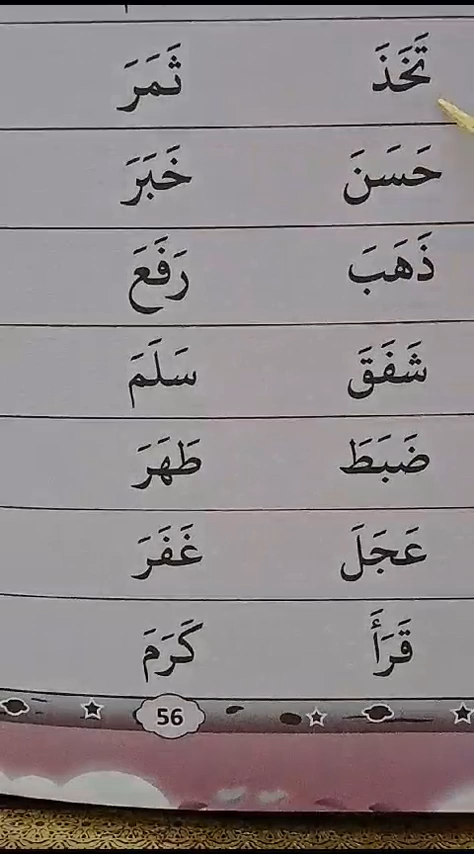 تَخَذَ ثَمَرَ
حَسَنَ خَبَرَ
ذَهَبَ رَفَعَ
شَفَقَ سَلَمَ
ضَبَطَ طَهَرَ
عَجَلَ غَفَرَ
قَرَأَ كَرَمَ
56